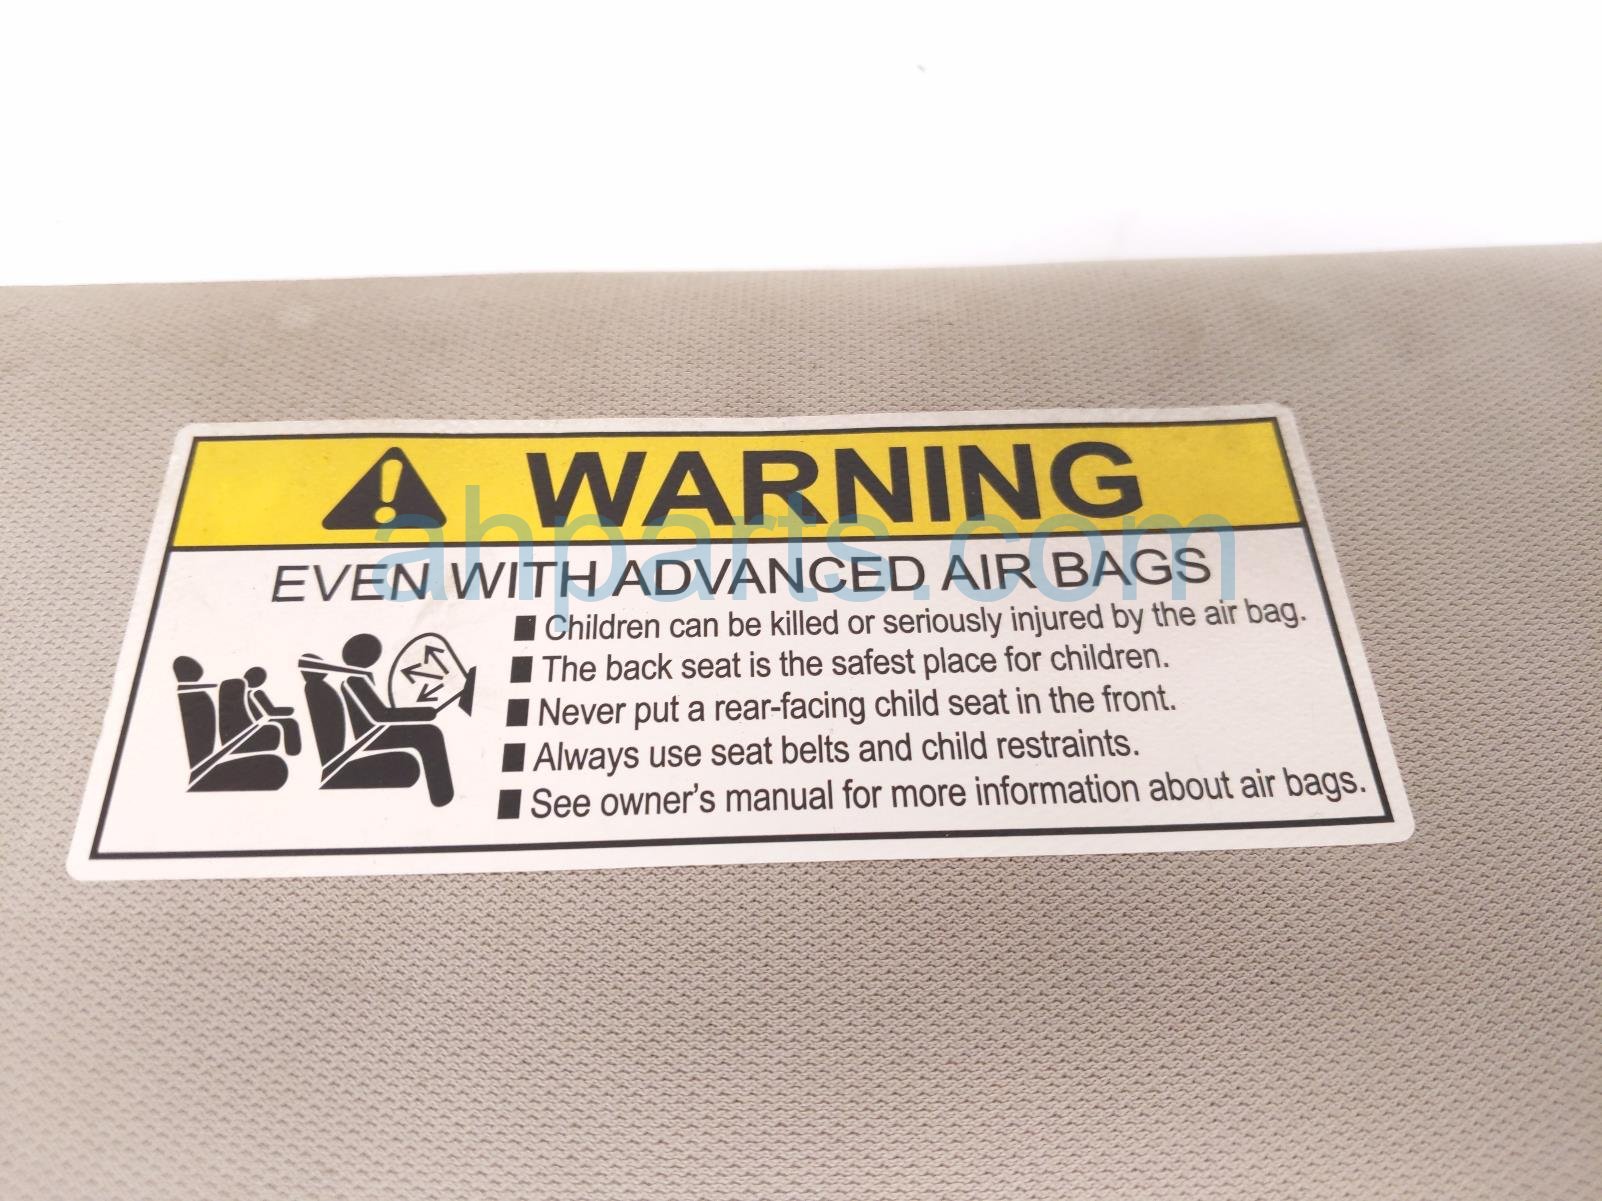 WARNING
ahparts.com
EVEN WITH ADVANCED AIR BAGS
■ Children can be killed or seriously injured by the air bag.
■ The back seat is the safest place for children.
■ Never put a rear-facing child seat in the front.
■ Always use seat belts and child restraints.
■ See owner's manual for more information about air bags.